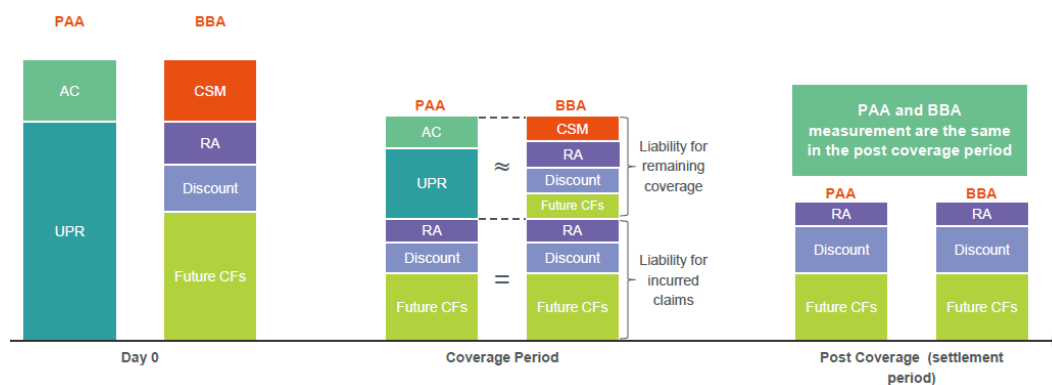 PAA
BBA
AC
UPR
CSM
RA
Discount
Future CFs
Day 0
PAA
BBA
AC
UPR
RA
Discount
Future CFs
≈
=
CSM
RA
Discount
Future CFs
RA
Discount
Future CFs
Liability for
remaining
coverage
Liability for
incurred
claims
Coverage Period
PAA and BBA
measurement are the same
in the post coverage period
PAA
BBA
RA
Discount
Future CFs
RA
Discount
Future CFs
Post Coverage (settlement
period)